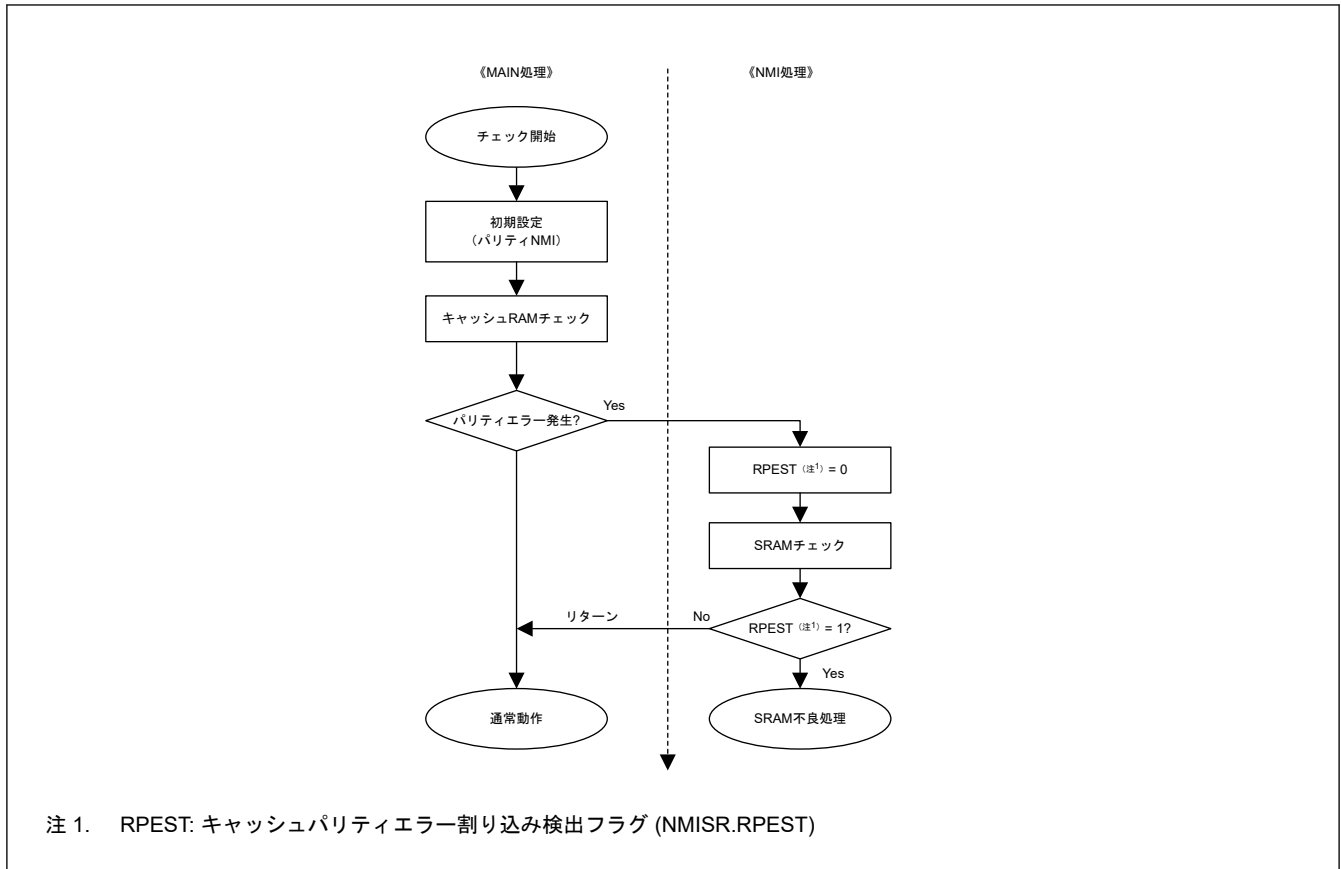 《MAIN処理》
《NMI処理》
チェック開始
初期設定
（パリティNMI）
キャッシュRAMチェック
パリティエラー発生?
Yes
RPEST（注1）= 0
SRAMチェック
リターン
No
RPEST（注1）= 1?
Yes
通常動作
SRAM不良処理
注 1. RPEST: キャッシュパリティエラー割り込み検出フラグ (NMISR.RPEST)